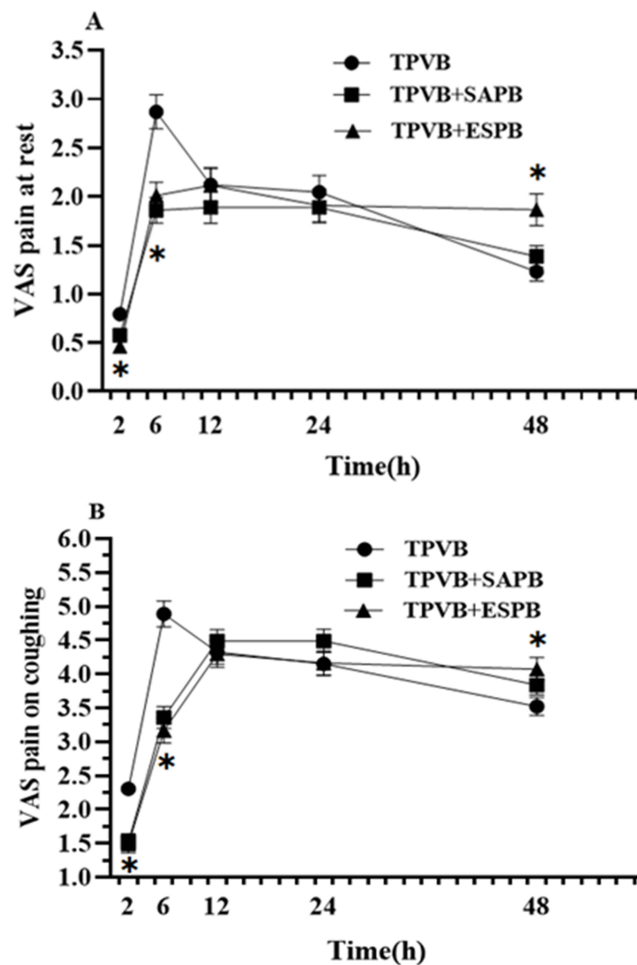 A
VAS pain at rest
3.5
3.0
2.5
2.0
1.5
1.0
0.5
0.0
TPVB
TPVB+SAPB
TPVB+ESPB
*
*
*
2 6 12 24 48
Time(h)
B
VAS pain on coughing
6.0
5.5
5.0
4.5
4.0
3.5
3.0
2.5
2.0
1.5
1.0
TPVB
TPVB+SAPB
TPVB+ESPB
*
*
*
2 6 12 24 48
Time(h)